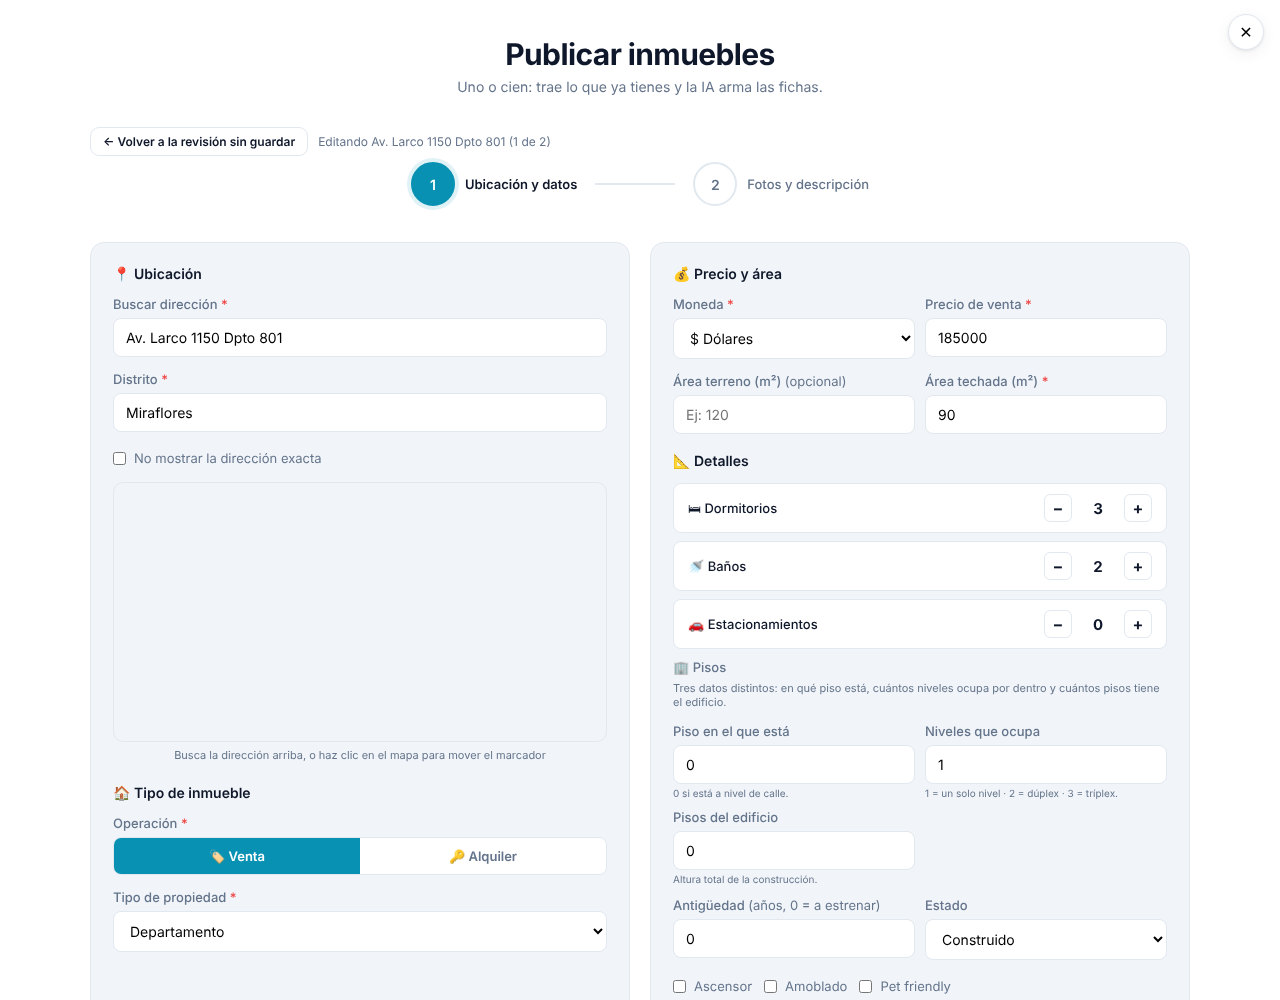 ✕
Publicar inmuebles
Uno o cien: trae lo que ya tienes y la IA arma las fichas.
← Volver a la revisión sin guardar
Editando Av. Larco 1150 Dpto 801 (1 de 2)
1
Ubicación y datos
2
Fotos y descripción
📍 Ubicación
Buscar dirección *
Av. Larco 1150 Dpto 801
Distrito *
Miraflores
No mostrar la dirección exacta
Busca la dirección arriba, o haz clic en el mapa para mover el marcador
🏠 Tipo de inmueble
Operación *
🏷️ Venta
🔑 Alquiler
Tipo de propiedad *
Departamento
💰 Precio y área
Moneda *
Precio de venta *
$ Dólares
185000
Área terreno (m²) (opcional)
Área techada (m²) *
Ej: 120
90
📐 Detalles
🛏 Dormitorios
− 3 +
🚿 Baños
− 2 +
🚗 Estacionamientos
− 0 +
🏢 Pisos
Tres datos distintos: en qué piso está, cuántos niveles ocupa por dentro y cuántos pisos tiene
el edificio.
Piso en el que está
Niveles que ocupa
0
1
0 si está a nivel de calle.
1 = un solo nivel · 2 = dúplex · 3 = tríplex.
Pisos del edificio
0
Altura total de la construcción.
Antigüedad (años, 0 = a estrenar)
Estado
0
Construido
Ascensor
Amoblado
Pet friendly